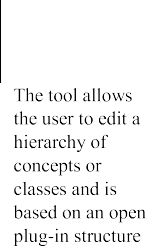 The tool allows
the user to edit a
hierarchy of
concepts or
classes and is
based on an open
plug-in structure